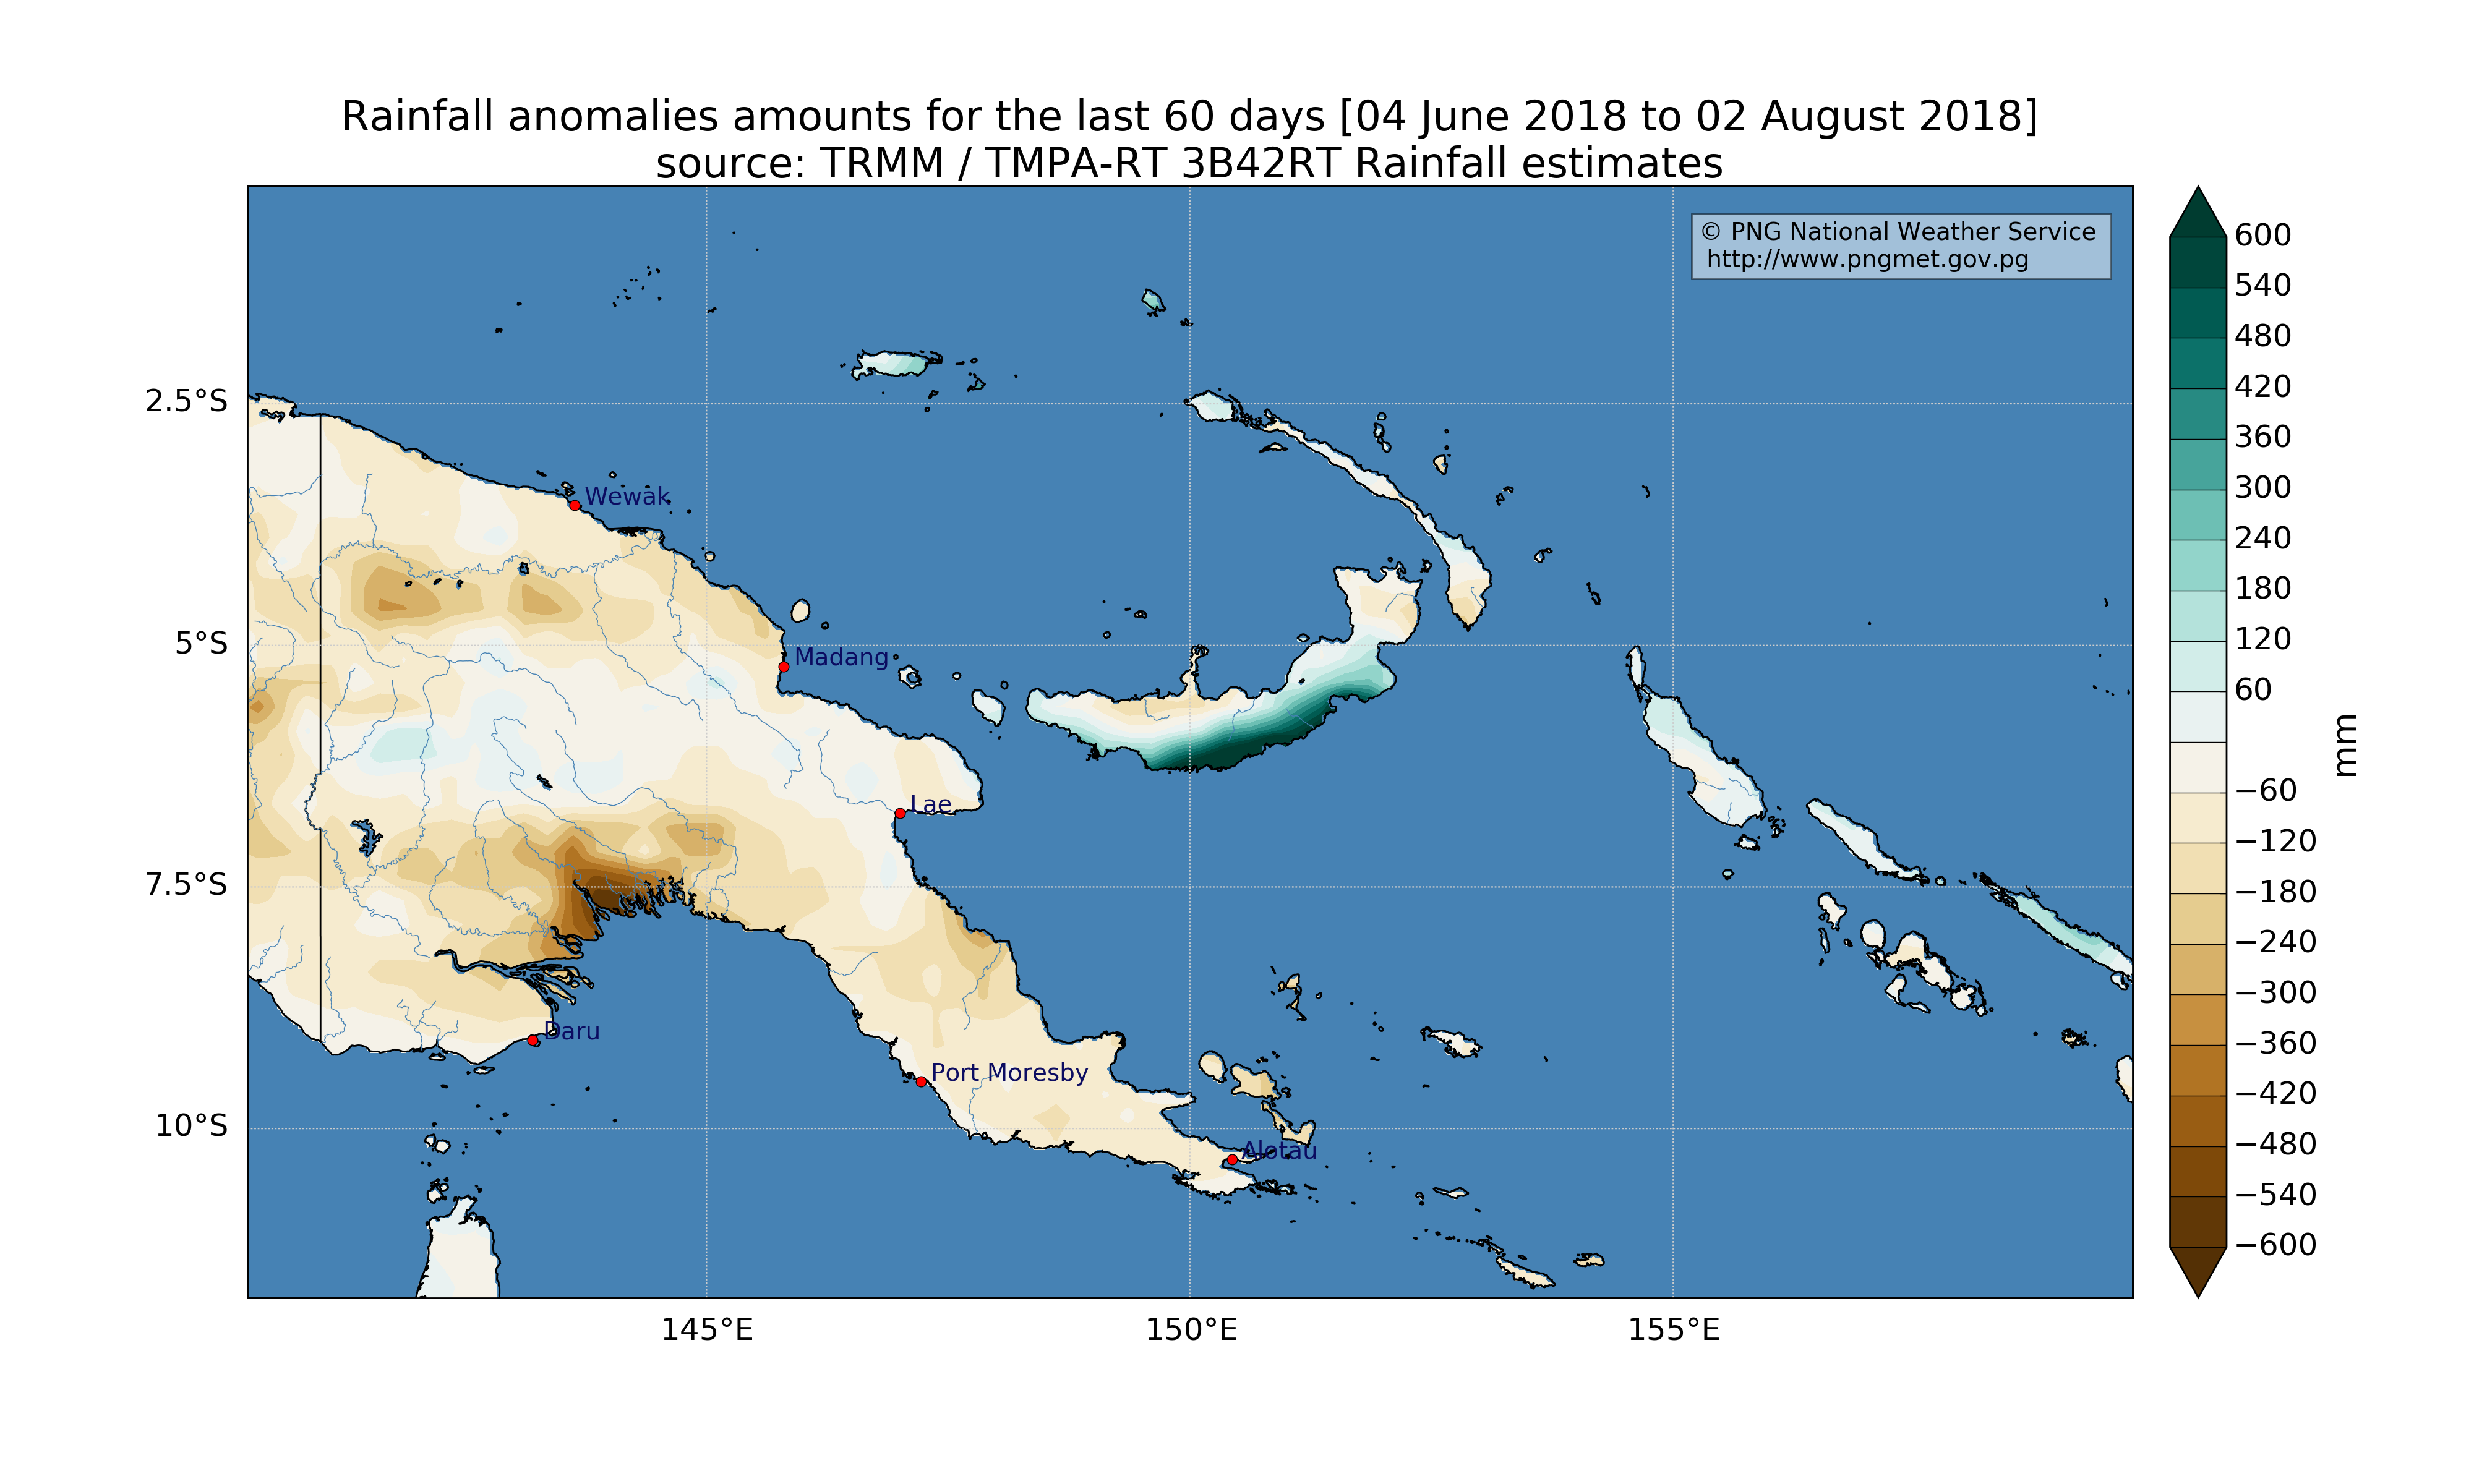 Rainfall anomalies amounts for the last 60 days [04 June 2018 to 02 August 2018]
source: TRMM / TMPA-RT 3B42RT Rainfall estimates
© PNG National Weather Service
http://www.pngmet.gov.pg
2.5°S
5°S
7.5°S
10°S
Wewak
Madang
Lae
Daru
Port Moresby
Alotau
145°E
150°E
155°E
600
540
480
420
360
300
240
180
120
60
−60
−120
−180
−240
−300
−360
−420
−480
−540
−600
mm